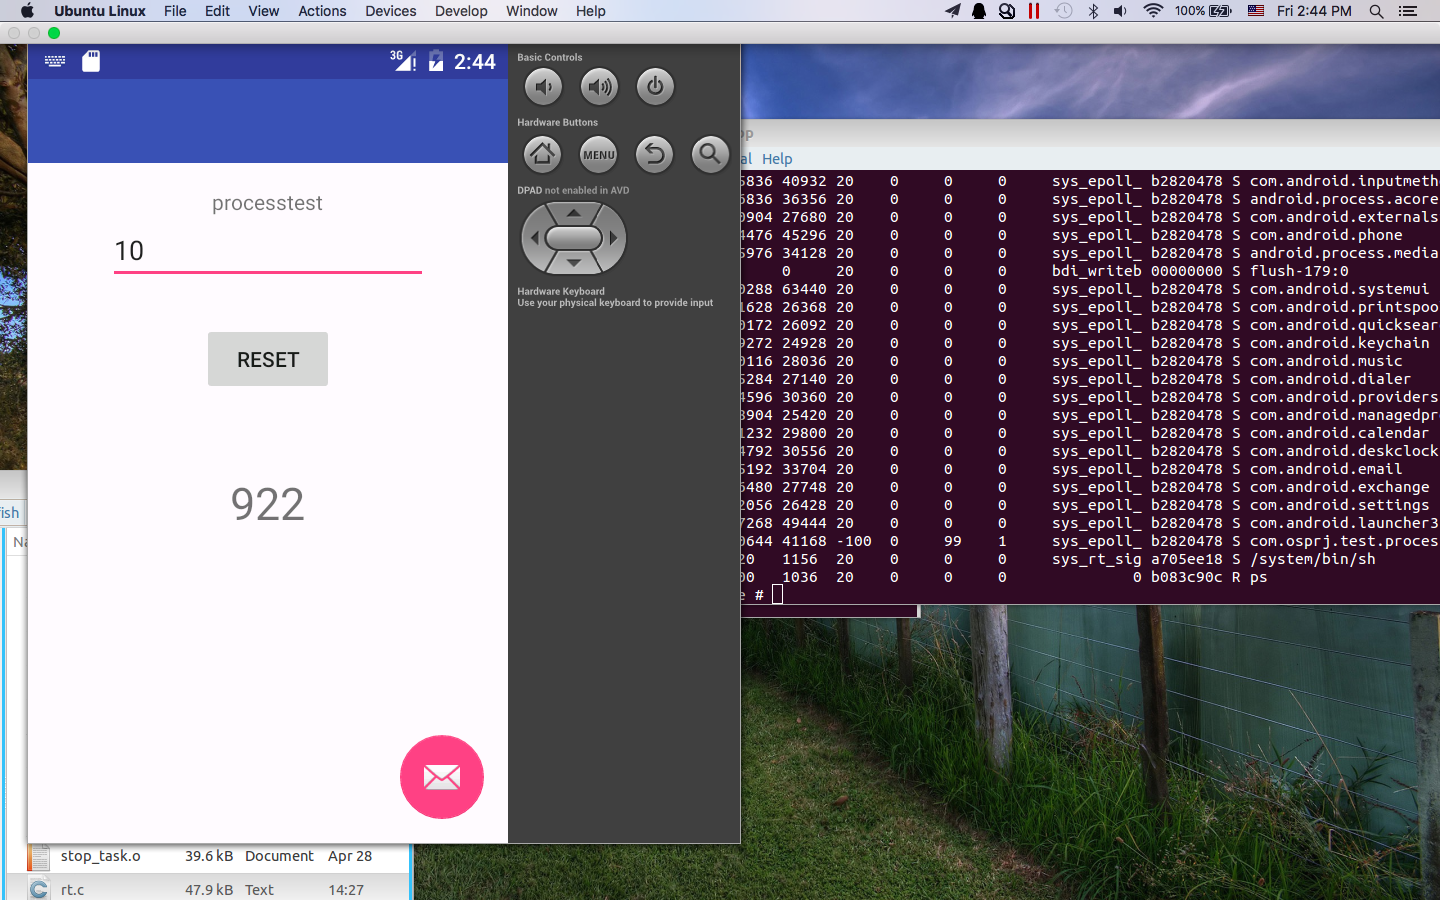 Ubuntu Linux File Edit View Actions Devices Develop Window Help 100% Fri 2:44 PM
3G 2:44
processtest
10
RESET
922
Basic Controls
Hardware Buttons
MENU
DPAD not enabled in AVD
Hardware Keyboard
Use your physical keyboard to provide input
op
al Help
5836 40932 20 0 0 0 sys_epoll_ b2820478 S com.android.inputmeth
6836 36356 20 0 0 0 sys_epoll_ b2820478 S android.process.acore
0904 27680 20 0 0 0 sys_epoll_ b2820478 S com.android.externals
4476 45296 20 0 0 0 sys_epoll_ b2820478 S com.android.phone
5976 34128 20 0 0 0 sys_epoll_ b2820478 S android.process.media
0 20 0 0 0 bdi_writeb 00000000 S flush-179:0
0288 63440 20 0 0 0 sys_epoll_ b2820478 S com.android.systemui
1628 26368 20 0 0 0 sys_epoll_ b2820478 S com.android.printspoo
0172 26092 20 0 0 0 sys_epoll_ b2820478 S com.android.quicksear
9272 24928 20 0 0 0 sys_epoll_ b2820478 S com.android.keychain
0116 28036 20 0 0 0 sys_epoll_ b2820478 S com.android.music
5284 27140 20 0 0 0 sys_epoll_ b2820478 S com.android.dialer
4596 30360 20 0 0 0 sys_epoll_ b2820478 S com.android.providers
8904 25420 20 0 0 0 sys_epoll_ b2820478 S com.android.managedpr
1232 29800 20 0 0 0 sys_epoll_ b2820478 S com.android.calendar
4792 30556 20 0 0 0 sys_epoll_ b2820478 S com.android.deskclock
5192 33704 20 0 0 0 sys_epoll_ b2820478 S com.android.email
6480 27748 20 0 0 0 sys_epoll_ b2820478 S com.android.exchange
2056 26428 20 0 0 0 sys_epoll_ b2820478 S com.android.settings
7268 49444 20 0 0 0 sys_epoll_ b2820478 S com.android.launcher3
0644 41168 -100 0 99 1 sys_epoll_ b2820478 S com.osprj.test.proces
20 1156 20 0 0 0 sys_rt_sig a705ee18 S /system/bin/sh
00 1036 20 0 0 0 0 b083c90c R ps
e #
fish
Na
stop_task.o 39.6 kB Document Apr 28
rt.c 47.9 kB Text 14:27